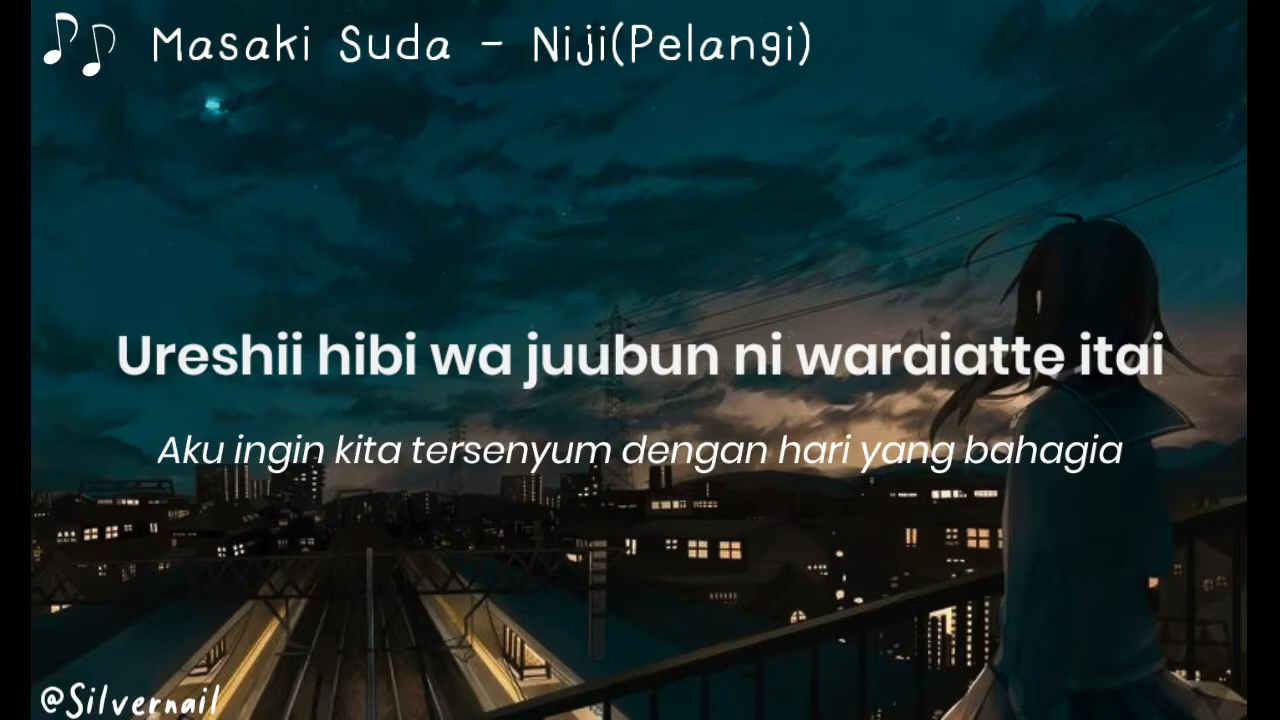 Masaki Suda - Niji(Pelangi)
Ureshii hibi wa juubun ni waraiatte itai
Aku ingin kita tersenyum dengan hari yang bahagia
@Silvernail